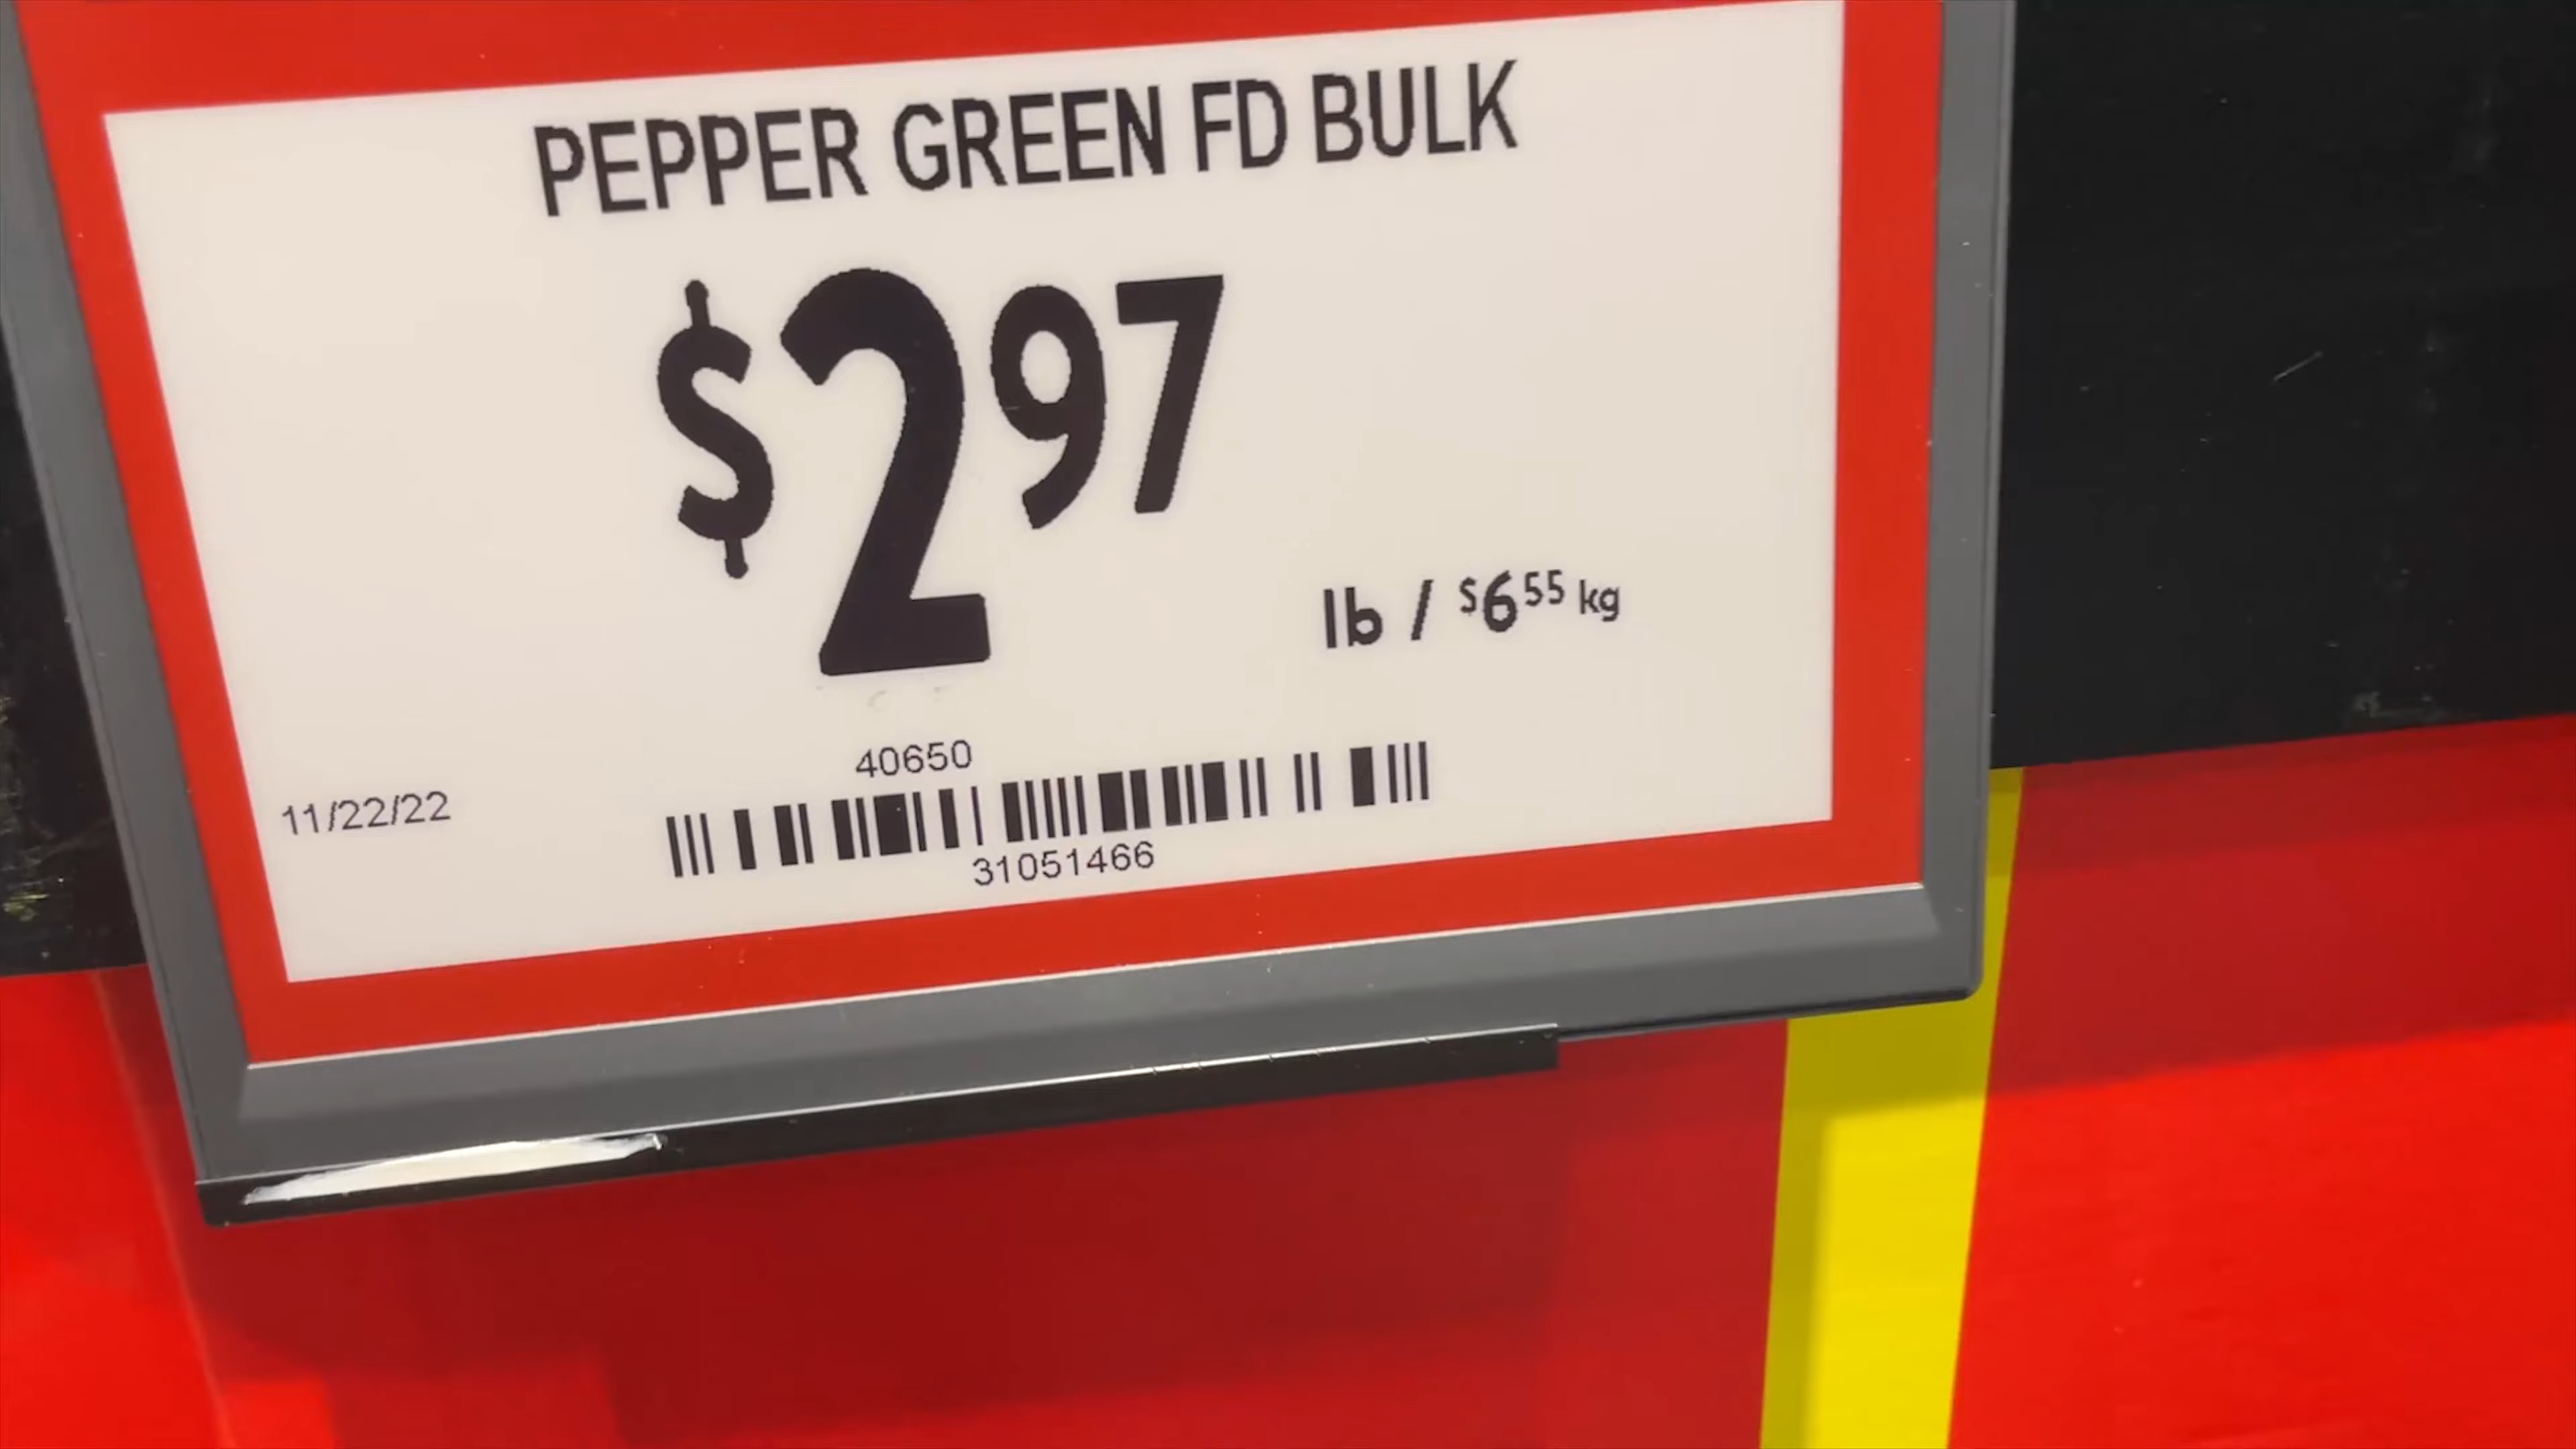 PEPPER GREEN FD BULK
$2 97
lb / $6 55 kg
40650
11/22/22
31051466